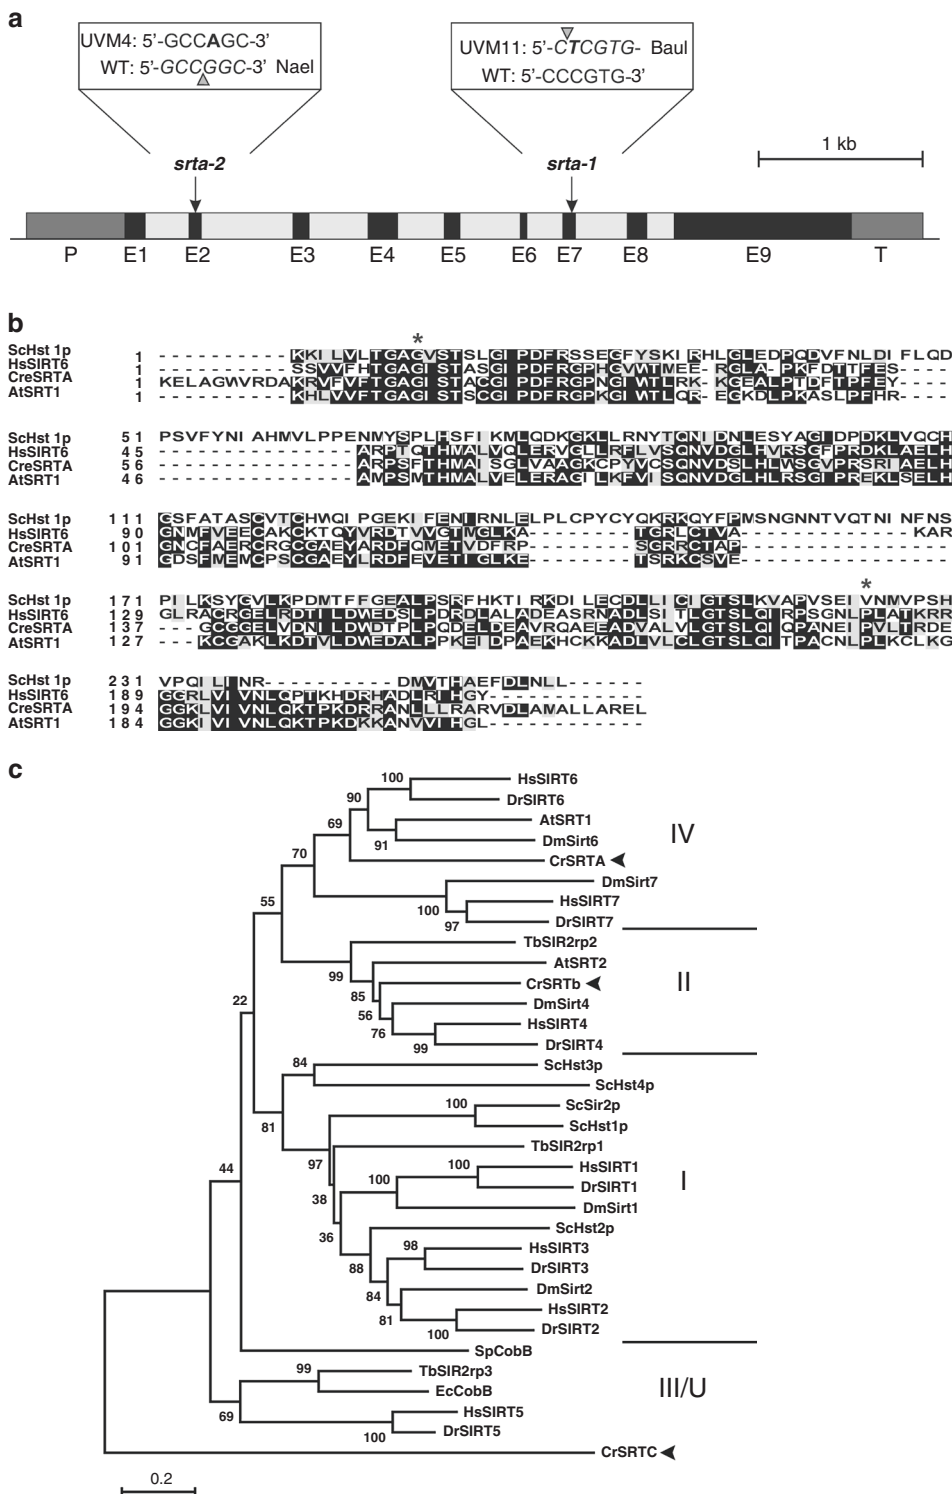 a
UVM4: 5'-GCCAGC-3'
WT: 5'-GCCGGC-3' NaeI
UVM11: 5'-CTCGTG- BauI
WT: 5'-CCCGTG-3'
srta-2
srta-1
1 kb
P E1 E2 E3 E4 E5 E6 E7 E8 E9 T
b
*
ScHst 1p 1 - - - - - - - - - - KKILVLTGAGVSTSLGIPDFRSSEGFYSKIRHLGLEDPQDVFNLDIFLQD
HsSIRT6 1 - - - - - - - - - - SSVVFHTGAGISTASGIPDFRGPHGVWTMEE-RGLA-PKFDTTFES- - - -
CreSRTA 1 KELAGWVRDAKRVFVFTGAGISTACGIPDFRGPNGIWTLRK-KGEALPTDFTPFEY- - - -
AtSRT1 1 - - - - - - - - - - KHLVVFTGAGISTSCGIPDFRGPKGIWTLQR-EGKDLPKASLPFHR- - - -
ScHst 1p 51 PSVFYNIAHMVLPPENMYSPLHSFIKMLQDKGKLLRNYTQNIDNLESYAGIDPDKLVQCH
HsSIRT6 45 - - - - - - - - - - - - - - - ARPTQTHMALVQLERVGLLRFLVSQNVDGLHVRSGFPRDKLAELH
CreSRTA 56 - - - - - - - - - - - - - - - ARPSFTHMAISGLVAAGKCPYVCSQNVDSLHLWSGVPRSRIAELH
AtSRT1 46 - - - - - - - - - - - - - - - AMPSMTHMALVELERAGILKFVISQNVDGLHLRSGIPREKLSELH
ScHst 1p 111 GSFATASCVTCHWQIPGEKIFENIRNLELPLCPYCYQKRKQYFPMSNGNNTVQTNINFNS
HsSIRT6 90 GNMFVEECAKCKTQYVRDTVVGTMGLKA- - - - - - - - TGRLCTVA- - - - - - - - - - - - - KAR
CreSRTA 101 GNCFAERCRGCGAEYARDFQMETVDFRP- - - - - - - - SGRRCTAP- - - - - - - - - - - - - - - -
AtSRT1 91 GDSFMEMCPSCGAEYLRDFEVETIGLKE- - - - - - - - TSRKCSVE- - - - - - - - - - - - - - - -
*
ScHst 1p 171 PILKSYGVLKPDMTFFGEALPSRFHKTIRKDILECDLLICIGTSLKVAPVSEIVNMVPSH
HsSIRT6 129 GLRACRGELRDTILDWEDSLPDRDLALADEASRNADLSITLGTSLQIRPSGNLPLATKRR
CreSRTA 137 - - - GCGGELVDNILDWDTPLPQDELDEAVRQAEEADVALVLGTSLQIQPANELPVLTRDE
AtSRT1 127 - - - KCGAKLKDTVLDWEDALPPKEIDPAEKHCKKADLVLCLGTSLQITPACNLPLKCLKG
ScHst 1p 231 VPQILINR- - - - - - - - - - DMVTHAEFDLNLL- - - - - -
HsSIRT6 189 GGRLVIVNLQPTKHDRHADLRIHGY- - - - - - - - - - - -
CreSRTA 194 GGKLVIVNLQKTPKDRRANLLLRARVDLAMALLAREL
AtSRT1 184 GGKIVIVNLQKTPKDKKANVVIHGL- - - - - - - - - - - -
c
100 HsSIRT6
90
DrSIRT6
69
AtSRT1
IV
91 DmSirt6
70
CrSRTA
DmSirt7
55
100
HsSIRT7
97 DrSIRT7
TbSIR2rp2
99
AtSRT2
85
CrSRTb
II
56
DmSirt4
22
76
HsSIRT4
99 DrSIRT4
84 ScHst3p
ScHst4p
81
100 ScSir2p
ScHst1p
97
TbSIR2rp1
44
100 HsSIRT1
38
100
DrSIRT1
I
DmSirt1
36
ScHst2p
88
98 HsSIRT3
DrSIRT3
84
DmSirt2
81
HsSIRT2
100 DrSIRT2
SpCobB
99 TbSIR2rp3
EcCobB
III/U
69
HsSIRT5
100 DrSIRT5
CrSRTC
0.2